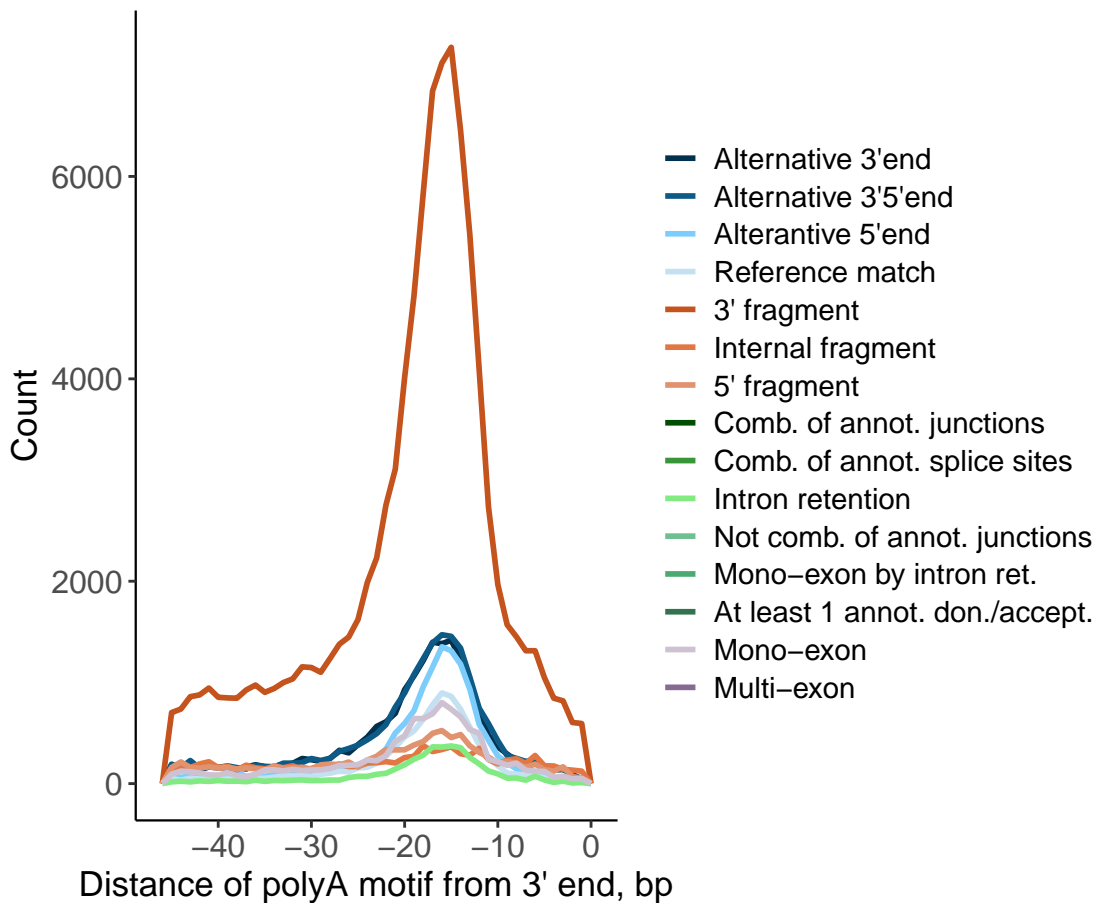 Count
6000
4000
2000
0
−40
−30
−20
−10
0
Distance of polyA motif from 3' end, bp
Alternative 3'end
Alternative 3'5'end
Alterantive 5'end
Reference match
3' fragment
Internal fragment
5' fragment
Comb. of annot. junctions
Comb. of annot. splice sites
Intron retention
Not comb. of annot. junctions
Mono−exon by intron ret.
At least 1 annot. don./accept.
Mono−exon
Multi−exon